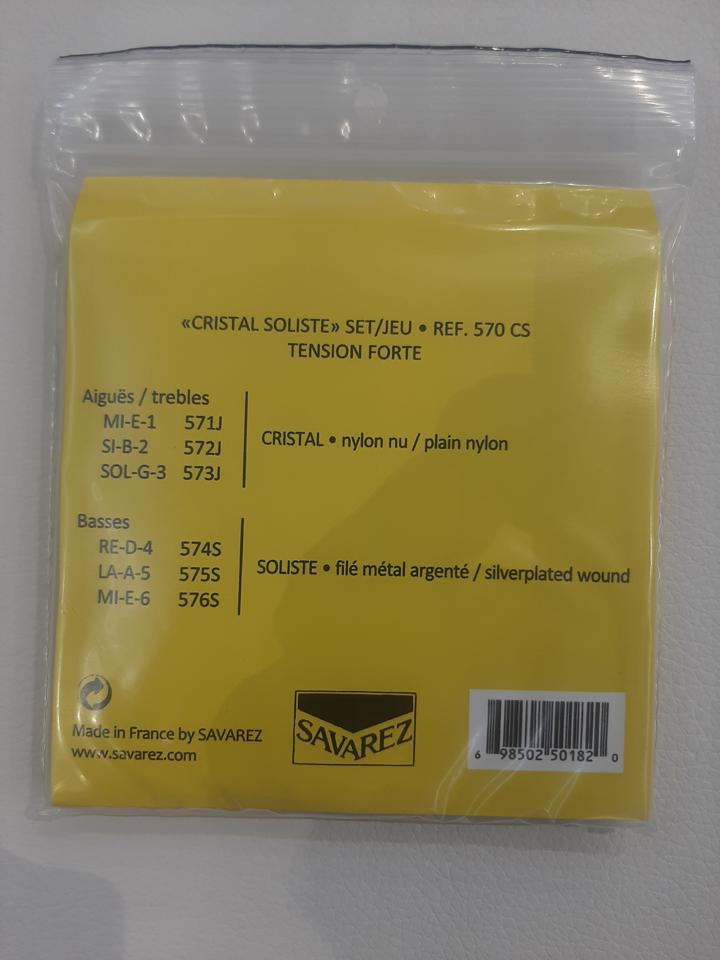 «CRISTAL SOLISTE» SET/JEU • REF. 570 CS
TENSION FORTE
Aiguës / trebles
MI-E-1 571J
SI-B-2 572J
SOL-G-3 573J
CRISTAL • nylon nu / plain nylon
Basses
RE-D-4 574S
LA-A-5 575S
MI-E-6 576S
SOLISTE • filé métal argenté / silverplated wound
Made in France by SAVAREZ
www.savarez.com
SAVAREZ
6 98502 50182 0